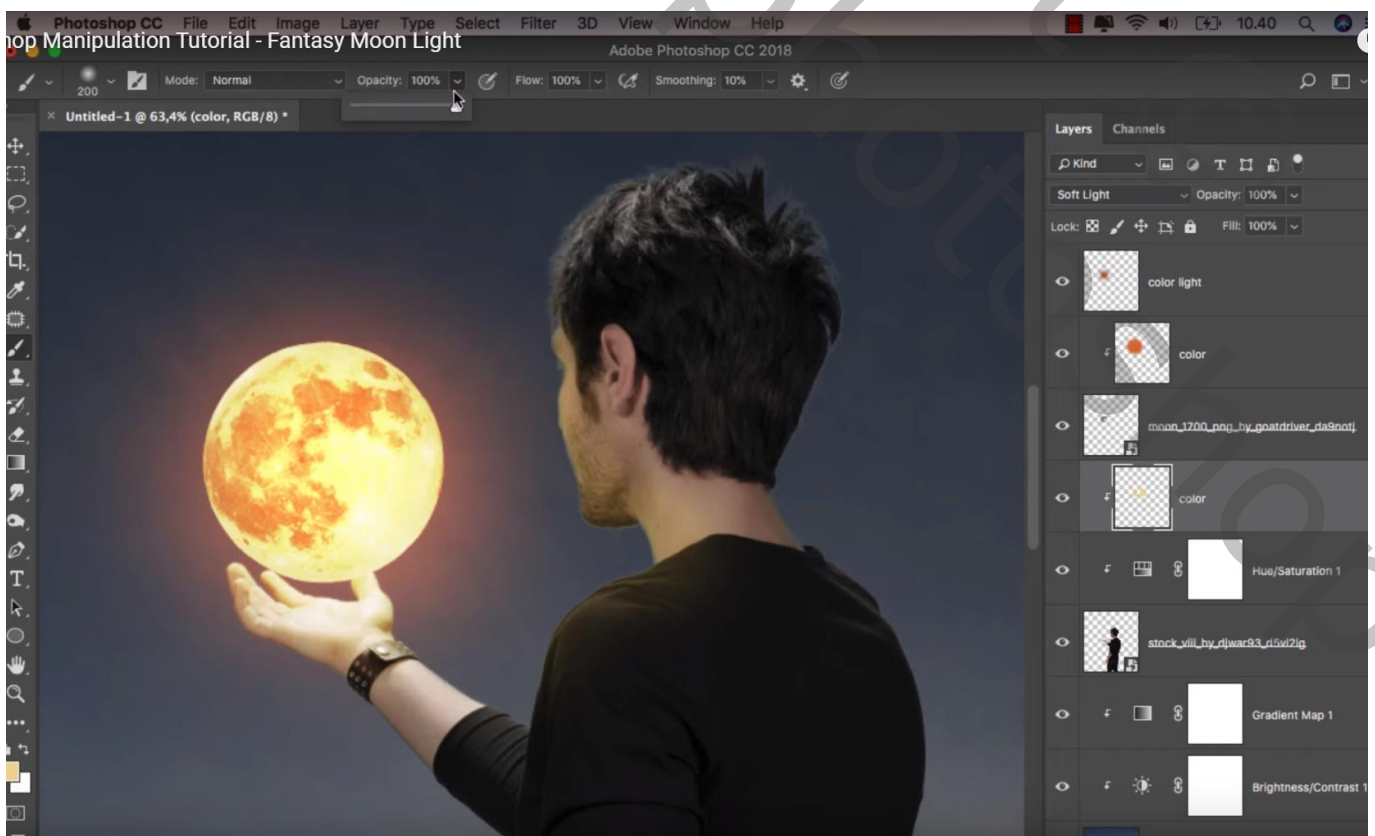 Photoshop CC File Edit Image Layer Type Select Filter 3D View Window Help 10.40
hop Manipulation Tutorial - Fantasy Moon Light
Adobe Photoshop CC 2018
200 Mode: Normal Opacity: 100% Flow: 100% Smoothing: 10%
× Untitled-1 @ 63,4% (color, RGB/8) *
Layers Channels
Kind
Soft Light Opacity: 100%
Lock: Fill: 100%
color light
color
moon_1700_png_by_goatdriver_da9notj
color
Hue/Saturation 1
stock_viii_by_djwar93_d5vl2ig
Gradient Map 1
Brightness/Contrast 1